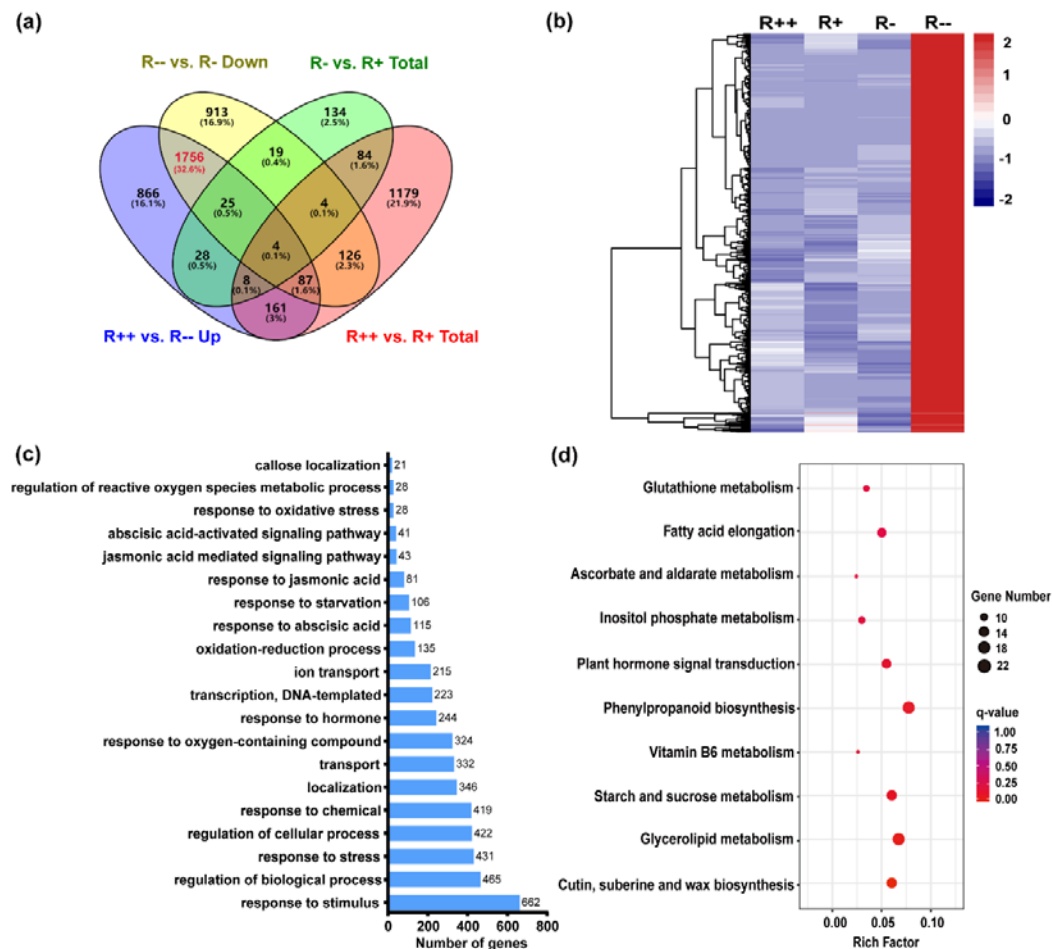 (a)
R-- vs. R- Down
R- vs. R+ Total
913
(16.9%)
134
(2.5%)
19
(0.4%)
1756
(32.6%)
84
(1.6%)
866
(16.1%)
1179
(21.9%)
25
(0.5%)
4
(0.1%)
4
(0.1%)
28
(0.5%)
126
(2.3%)
8
(0.1%)
87
(1.6%)
161
(3%)
R++ vs. R-- Up
R++ vs. R+ Total
(b)
R++ R+ R- R--
2
1
0
-1
-2
(c)
callose localization 21
regulation of reactive oxygen species metabolic process 28
response to oxidative stress 28
abscisic acid-activated signaling pathway 41
jasmonic acid mediated signaling pathway 43
response to jasmonic acid 81
response to starvation 106
response to abscisic acid 115
oxidation-reduction process 135
ion transport 215
transcription, DNA-templated 223
response to hormone 244
response to oxygen-containing compound 324
transport 332
localization 346
response to chemical 419
regulation of cellular process 422
response to stress 431
regulation of biological process 465
response to stimulus 662
0 200 400 600 800
Number of genes
(d)
Glutathione metabolism
Fatty acid elongation
Ascorbate and aldarate metabolism
Inositol phosphate metabolism
Plant hormone signal transduction
Phenylpropanoid biosynthesis
Vitamin B6 metabolism
Starch and sucrose metabolism
Glycerolipid metabolism
Cutin, suberine and wax biosynthesis
0.00 0.05 0.10
Rich Factor
Gene Number
10
14
18
22
q-value
1.00
0.75
0.50
0.25
0.00